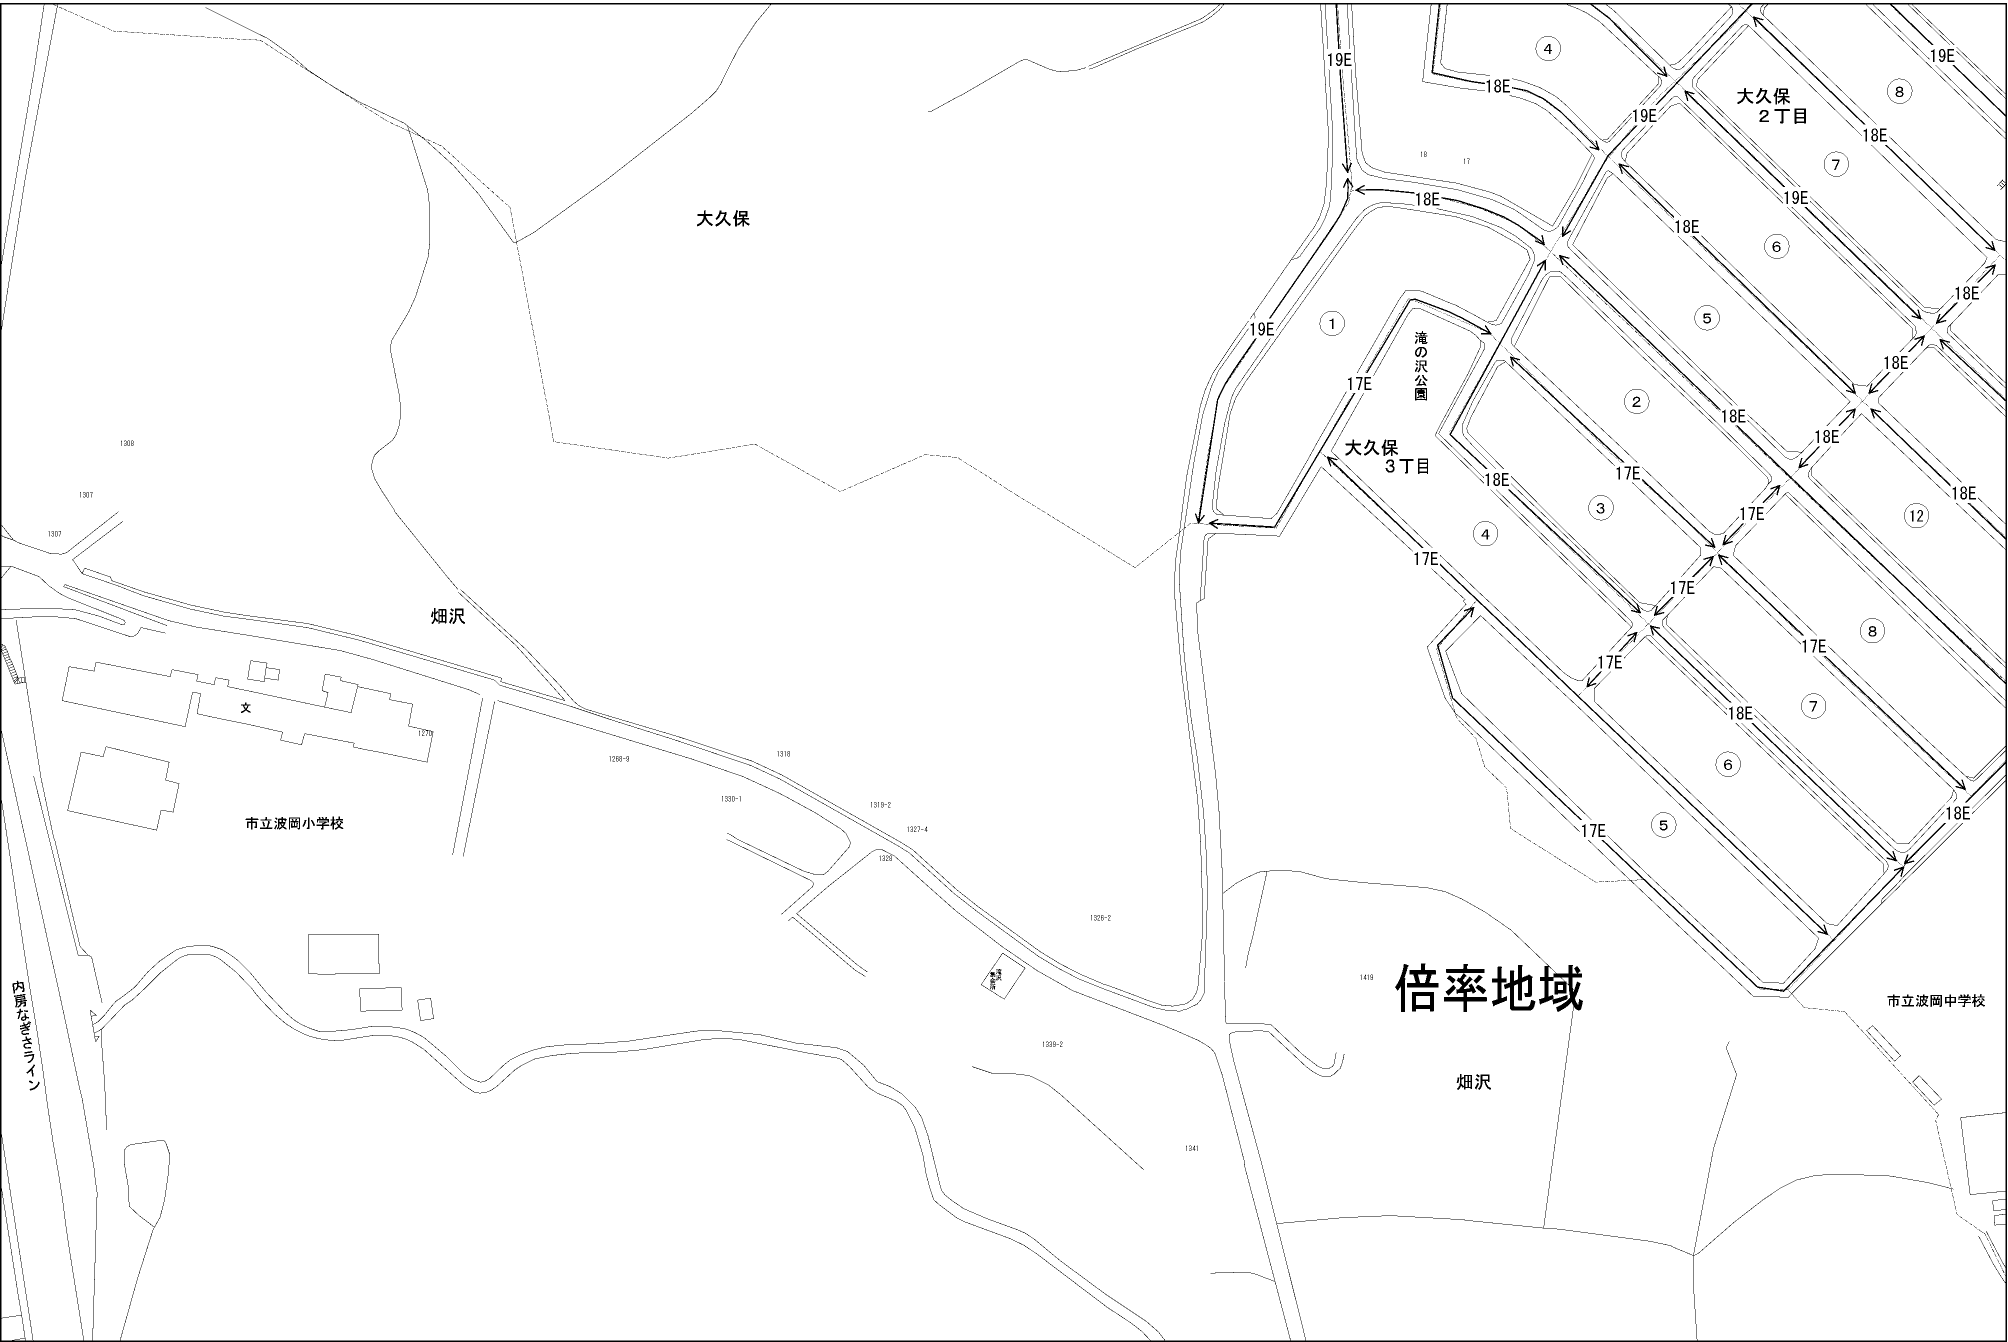 19E
④
18E
19E
19E
大久保
2丁目
⑧
18E
⑦
18
17
18E
19E
18E
⑥
大久保
18E
19E
①
⑤
18E
滝の沢公園
17E
②
18E
18E
大久保
3丁目
1308
18E
17E
18E
1307
③
17E
⑫
1307
④
17E
17E
畑沢
⑧
17E
17E
文
18E
⑦
1270
1318
1268-9
⑥
1330-1
1319-2
市立波岡小学校
1327-4
17E
⑤
18E
1328
1326-2
1419
倍率地域
市立波岡中学校
内房なぎさライン
1339-2
畑沢
1341